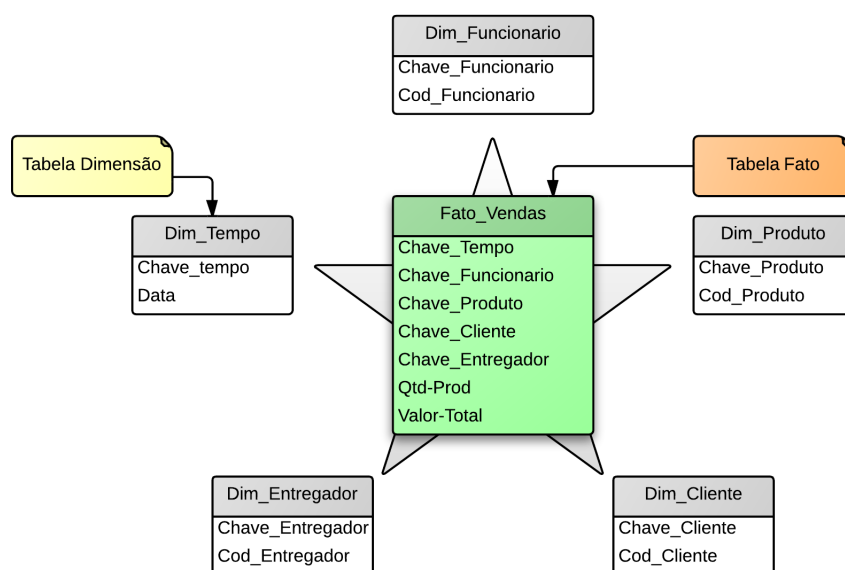 Dim_Funcionario
Chave_Funcionario
Cod_Funcionario
Tabela Dimensão
Tabela Fato
Dim_Tempo
Chave_tempo
Data
Fato_Vendas
Chave_Tempo
Chave_Funcionario
Chave_Produto
Chave_Cliente
Chave_Entregador
Qtd-Prod
Valor-Total
Dim_Produto
Chave_Produto
Cod_Produto
Dim_Entregador
Chave_Entregador
Cod_Entregador
Dim_Cliente
Chave_Cliente
Cod_Cliente